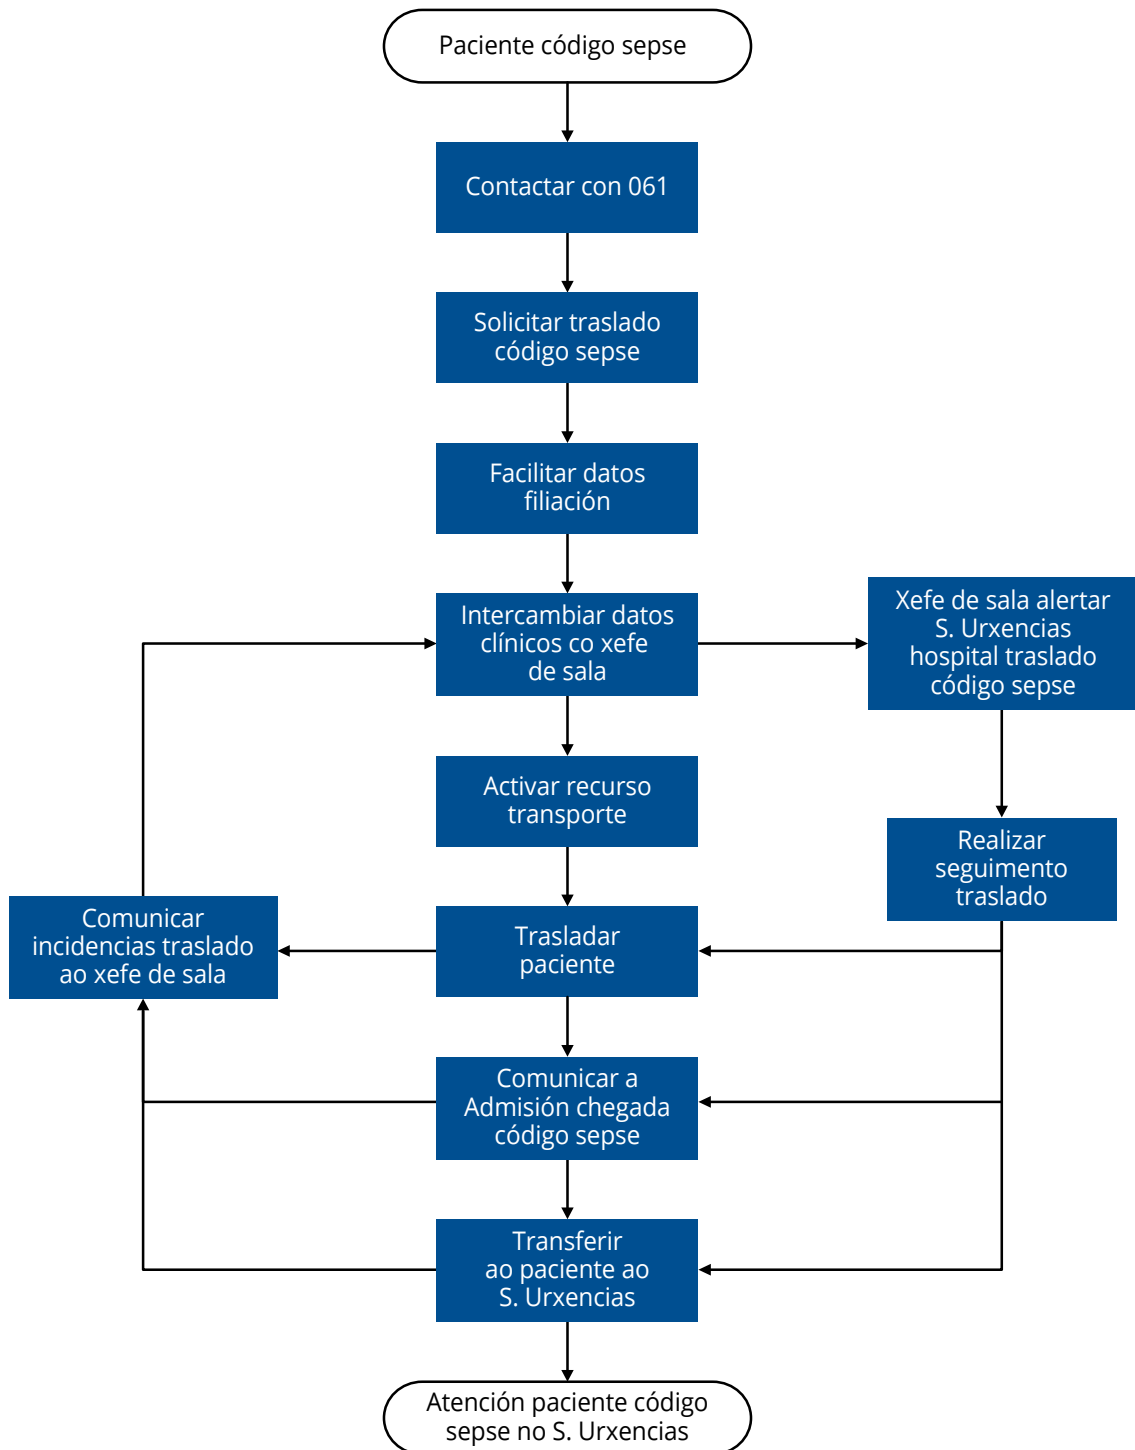 Paciente código sepse
Contactar con 061
Solicitar traslado
código sepse
Facilitar datos
filiación
Intercambiar datos
clínicos co xefe
de sala
Xefe de sala alertar
S. Urxencias
hospital traslado
código sepse
Activar recurso
transporte
Realizar
seguimento
traslado
Comunicar
incidencias traslado
ao xefe de sala
Trasladar
paciente
Comunicar a
Admisión chegada
código sepse
Transferir
ao paciente ao
S. Urxencias
Atención paciente código
sepse no S. Urxencias